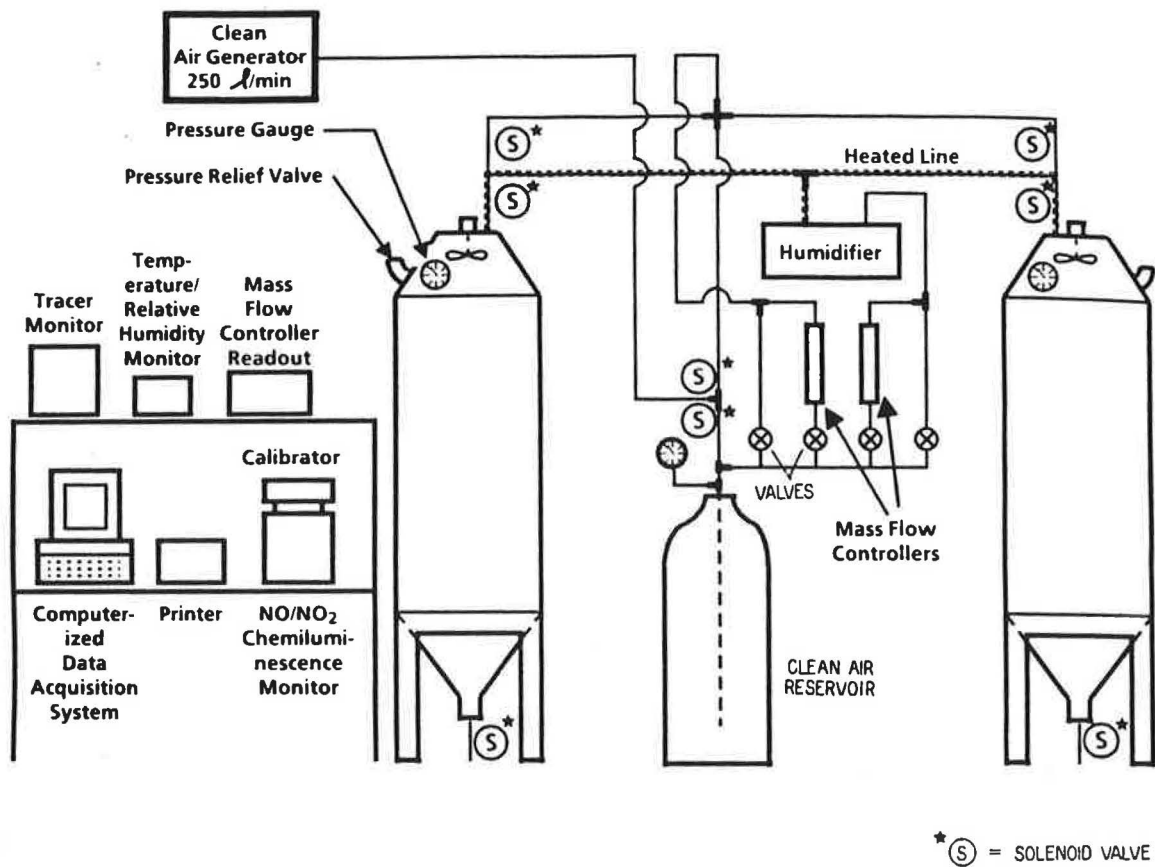 Clean
Air Generator
250 ℓ/min
Pressure Gauge
Pressure Relief Valve
S*
S*
Heated Line
S*
S*
Humidifier
Temp-
erature/
Relative
Humidity
Monitor
Tracer
Monitor
Mass
Flow
Controller
Readout
S*
S*
Calibrator
VALVES
Mass Flow
Controllers
Computer-
ized
Data
Acquisition
System
Printer
NO/NO₂
Chemilumi-
nescence
Monitor
CLEAN AIR
RESERVOIR
S*
S*
*S = SOLENOID VALVE